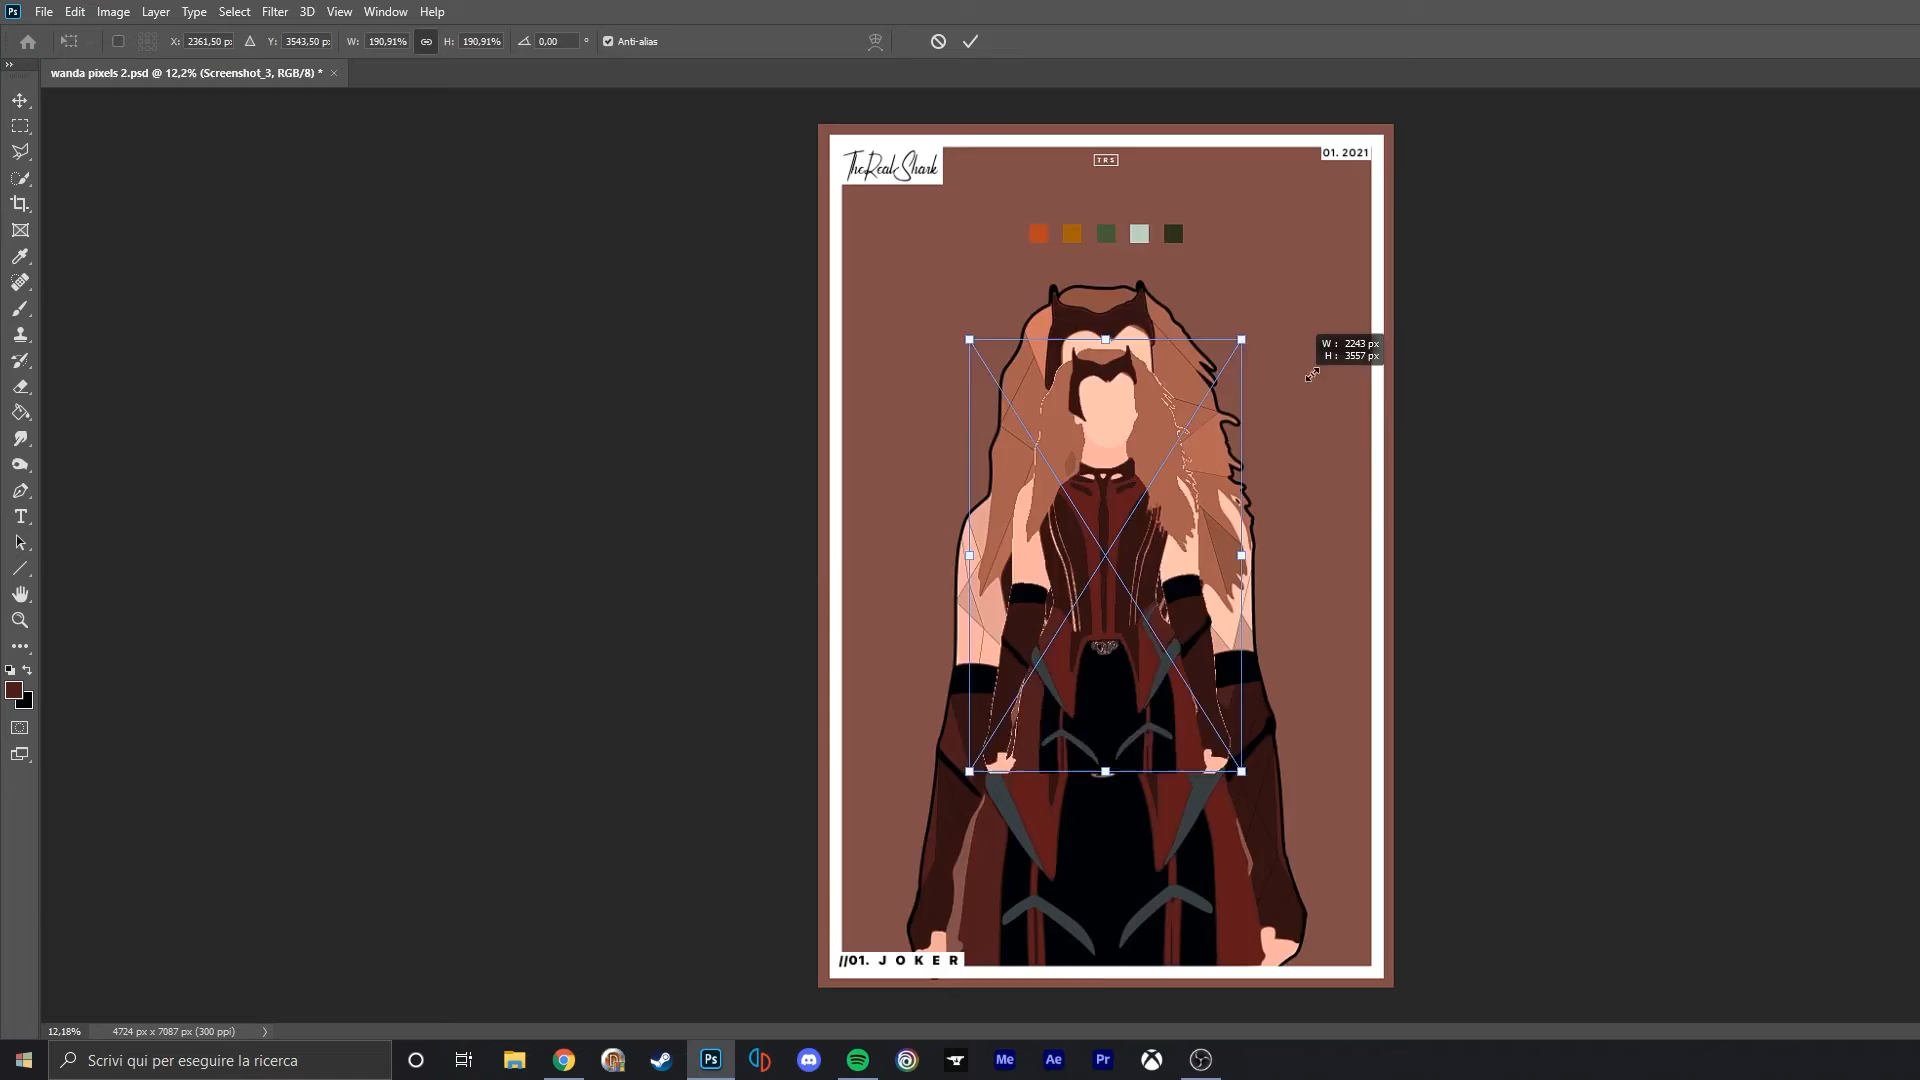 Ps File Edit Image Layer Type Select Filter 3D View Window Help
X: 2361,50 p: Y: 3543,50 p: W: 190,91% H: 190,91% 0,00 ° Anti-alias
wanda pixels 2.psd @ 12,2% (Screenshot_3, RGB/8) * ×
TheRealShark
TRS
01. 2021
W : 2243 px
H : 3557 px
//01. JOKER
12,18% 4724 px x 7087 px (300 ppi)
Scrivi qui per eseguire la ricerca
Ps Me Ae Pr